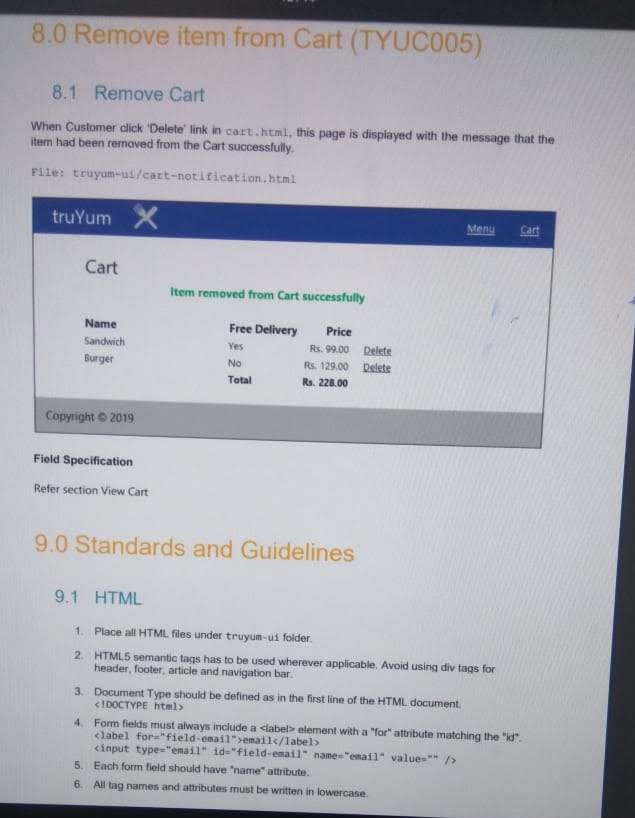 8.0 Remove item from Cart (TYUC005)
8.1 Remove Cart
When Customer click 'Delete' link in cart.html, this page is displayed with the message that the
item had been removed from the Cart successfully.
File: truyum-ui/cart-notification.html
truYum Menu Cart
Cart
Item removed from Cart successfully
Name Free Delivery Price
Sandwich Yes Rs. 99.00 Delete
Burger No Rs. 129.00 Delete
Total Rs. 228.00
Copyright © 2019
Field Specification
Refer section View Cart
9.0 Standards and Guidelines
9.1 HTML
1. Place all HTML files under truyum-ui folder.
2. HTML5 semantic tags has to be used wherever applicable. Avoid using div tags for
header, footer, article and navigation bar.
3. Document Type should be defined as in the first line of the HTML document.
<!DOCTYPE html>
4. Form fields must always include a <label> element with a "for" attribute matching the "id".
<label for="field-email">email</label>
<input type="email" id="field-email" name="email" value="" />
5. Each form field should have "name" attribute.
6. All tag names and attributes must be written in lowercase.